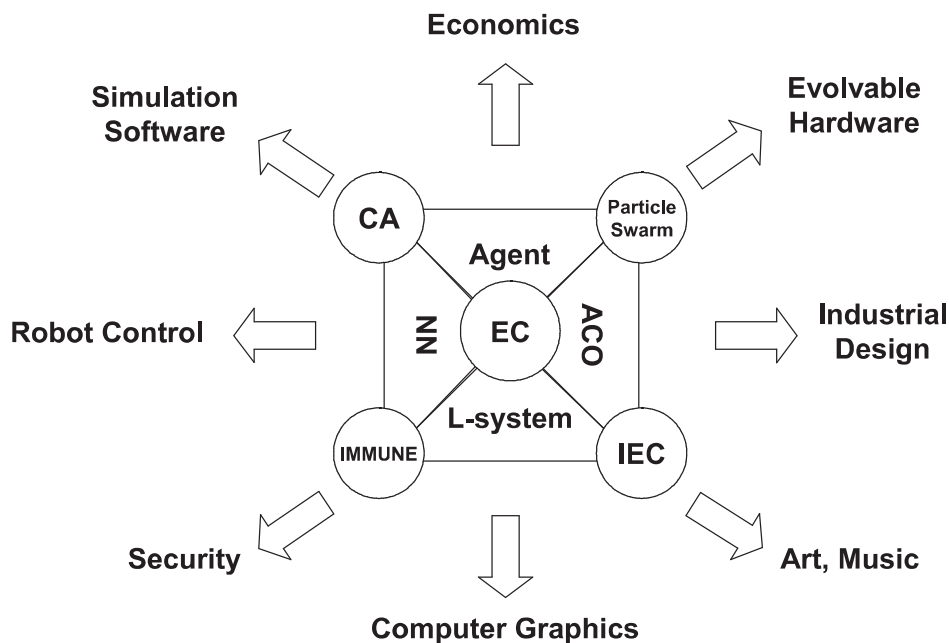 Economics
Simulation
Software
Evolvable
Hardware
CA
Particle
Swarm
Agent
Robot Control
NN
EC
ACO
Industrial
Design
L-system
IMMUNE
IEC
Security
Art, Music
Computer Graphics